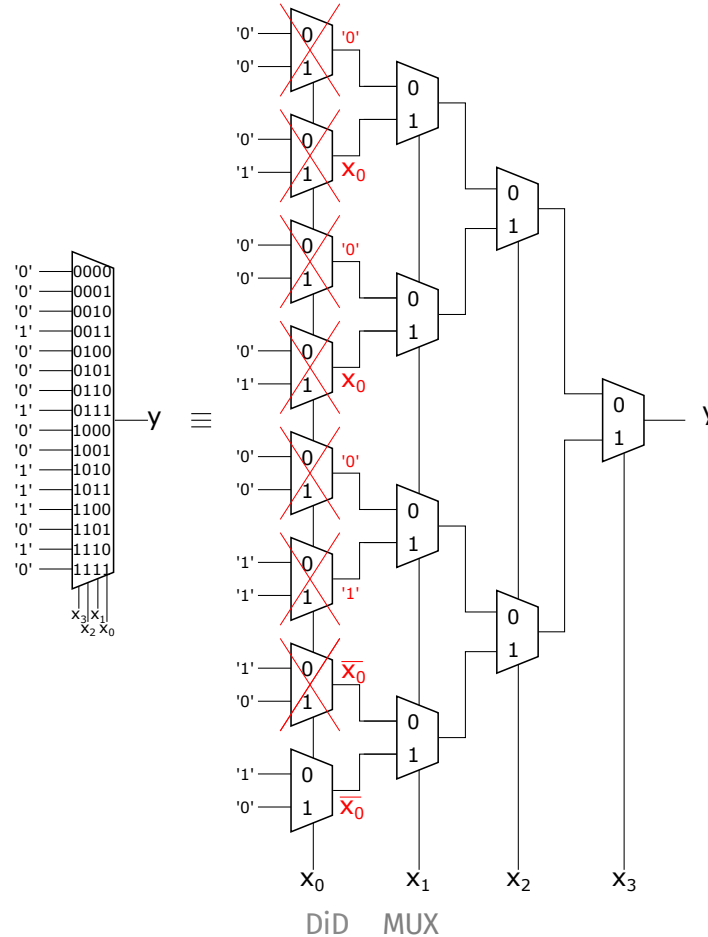 '0' 0 '0'
'0' 1
0
'0' 0
1
'1' 1 x₀
0
'0' 0 '0'
1
'0' 1
'0' 0000
'0' 0001
0
'0' 0010
'1' 0011
'0' 0 1
'0' 0100
'0' 0101
'1' 1 x₀
'0' 0110
'1' 0111
0
'0' 1000 y ≡ 1 y
'0' 1001
'0' 0 '0'
'1' 1010
'0' 1
'1' 1011
0
'1' 1100
'0' 1101
1
'1' 1110
'1' 0
'0' 1111
'1' 1 '1'
x₃ x₁
x₂ x₀
0
1
'1' 0 x̅₀
'0' 1
0
1
'1' 0
'0' 1 x̅₀
x₀ x₁ x₂ x₃
DiD MUX